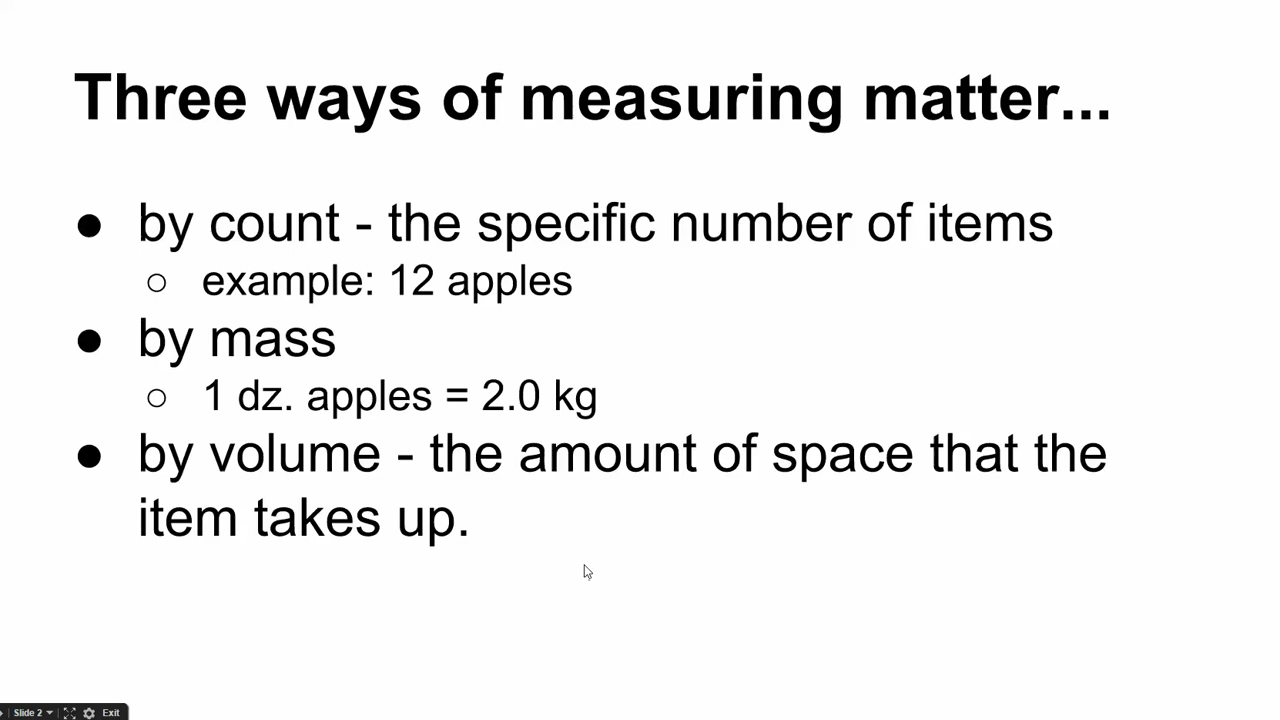 Three ways of measuring matter...
● by count - the specific number of items
○ example: 12 apples
● by mass
○ 1 dz. apples = 2.0 kg
● by volume - the amount of space that the
item takes up.
Slide 2 Exit